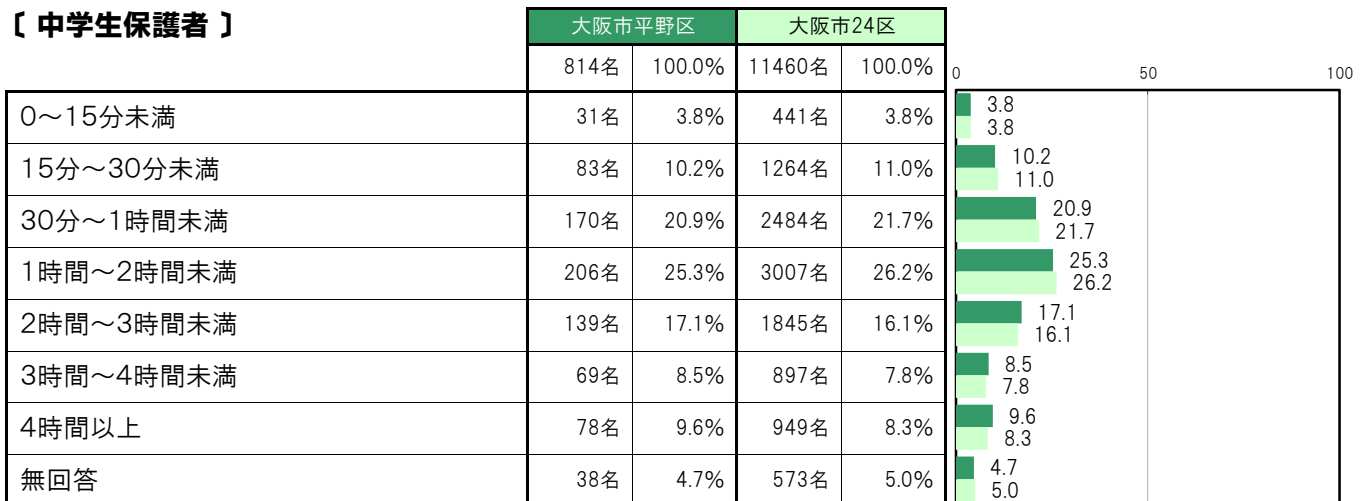 〔 中学生保護者 〕
大阪市平野区 大阪市24区
814名 100.0% 11460名 100.0%
0 50 100
0～15分未満 31名 3.8% 441名 3.8%
3.8
3.8
15分～30分未満 83名 10.2% 1264名 11.0%
10.2
11.0
30分～1時間未満 170名 20.9% 2484名 21.7%
20.9
21.7
1時間～2時間未満 206名 25.3% 3007名 26.2%
25.3
26.2
2時間～3時間未満 139名 17.1% 1845名 16.1%
17.1
16.1
3時間～4時間未満 69名 8.5% 897名 7.8%
8.5
7.8
4時間以上 78名 9.6% 949名 8.3%
9.6
8.3
無回答 38名 4.7% 573名 5.0%
4.7
5.0